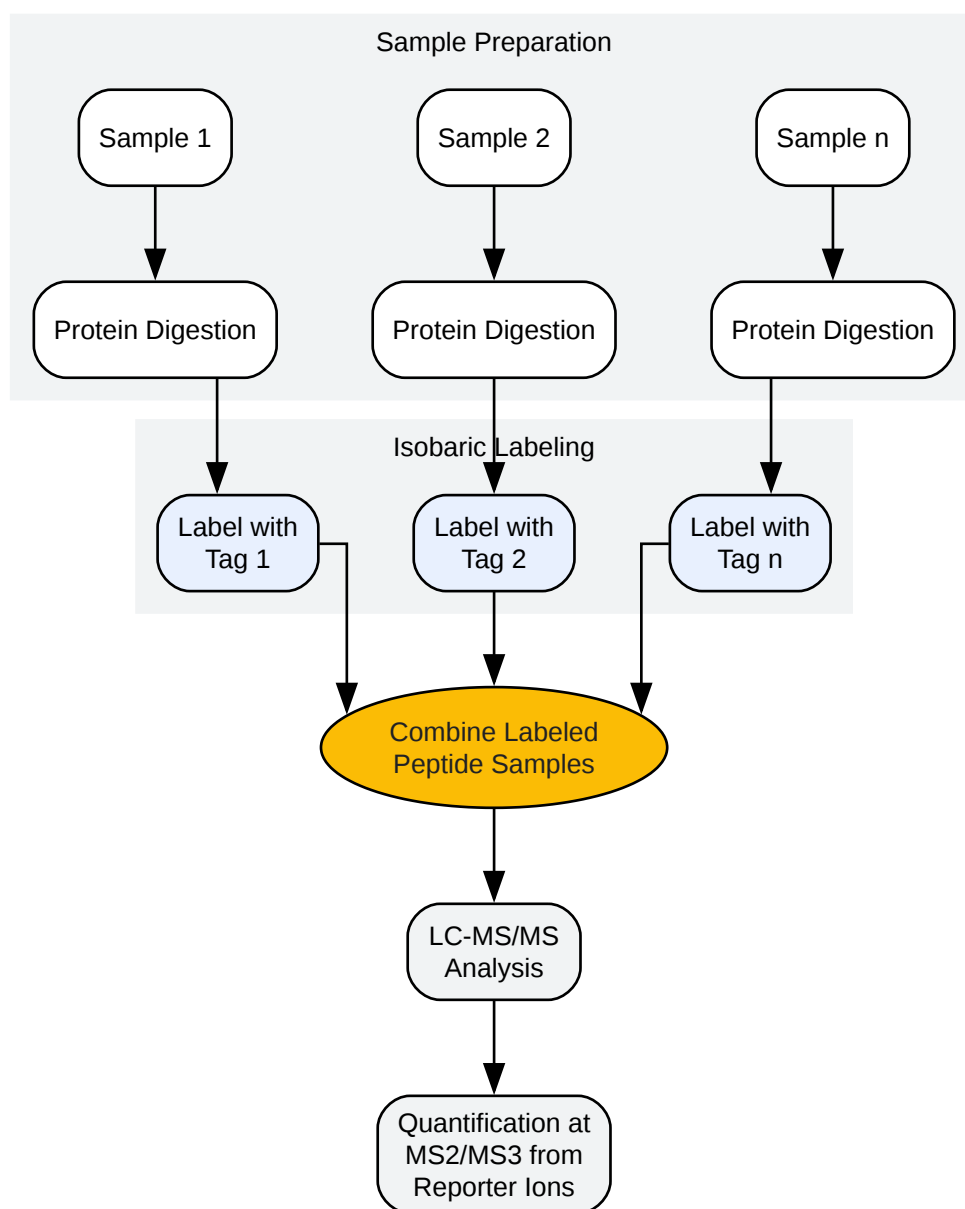 Sample Preparation
Sample 1
Sample 2
Sample n
Protein Digestion
Protein Digestion
Protein Digestion
Isobaric Labeling
Label with
Tag 1
Label with
Tag 2
Label with
Tag n
Combine Labeled
Peptide Samples
LC-MS/MS
Analysis
Quantification at
MS2/MS3 from
Reporter Ions